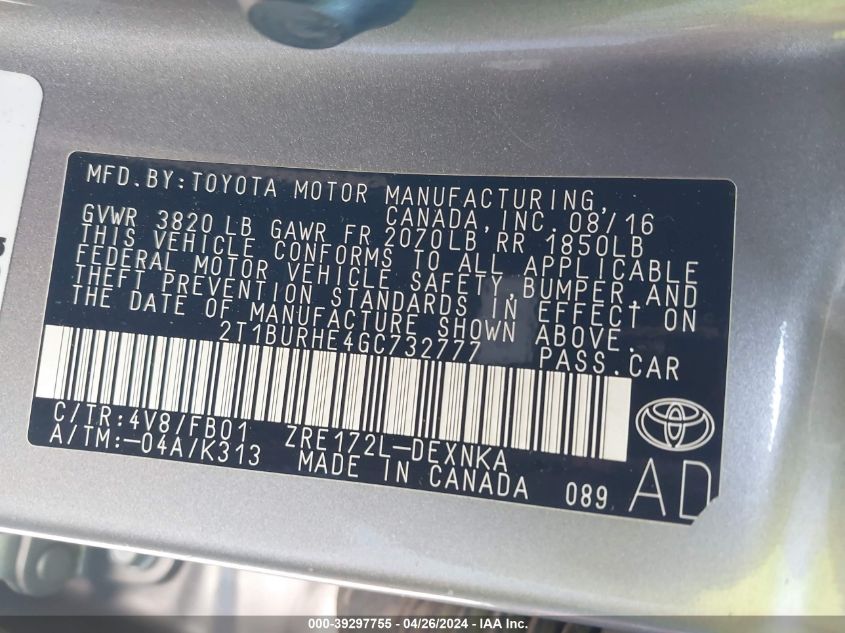 MFD.BY:TOYOTA MOTOR MANUFACTURING,
CANADA,INC. 08/16
GVWR 3820 LB GAWR FR 2070LB RR 1850LB
THIS VEHICLE CONFORMS TO ALL APPLICABLE
FEDERAL MOTOR VEHICLE SAFETY,BUMPER,AND
THEFT PREVENTION STANDARDS IN EFFECT ON
THE DATE OF MANUFACTURE SHOWN ABOVE.
2T1BURHE4GC732777 PASS.CAR
C/TR:4V8/FB01 ZRE172L-DEXNKA
A/TM:-04A/K313 MADE IN CANADA 089
AD
000-39297755 - 04/26/2024 - IAA Inc.